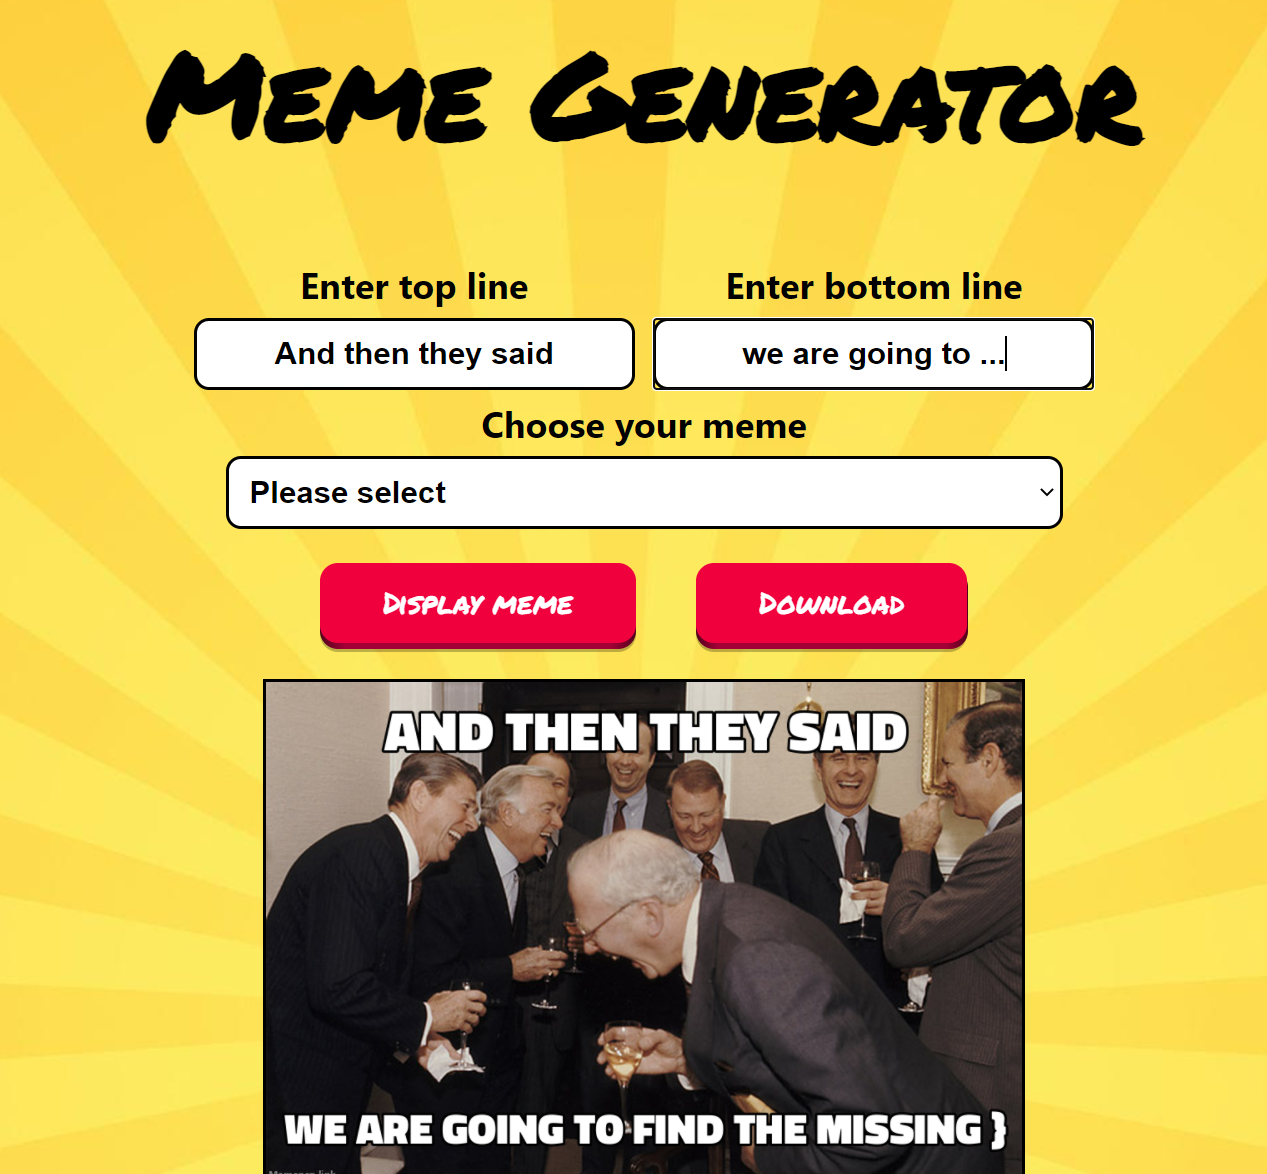 Meme Generator
Enter top line
Enter bottom line
And then they said
we are going to ...
Choose your meme
Please select
Display meme
Download
AND THEN THEY SAID
WE ARE GOING TO FIND THE MISSING }